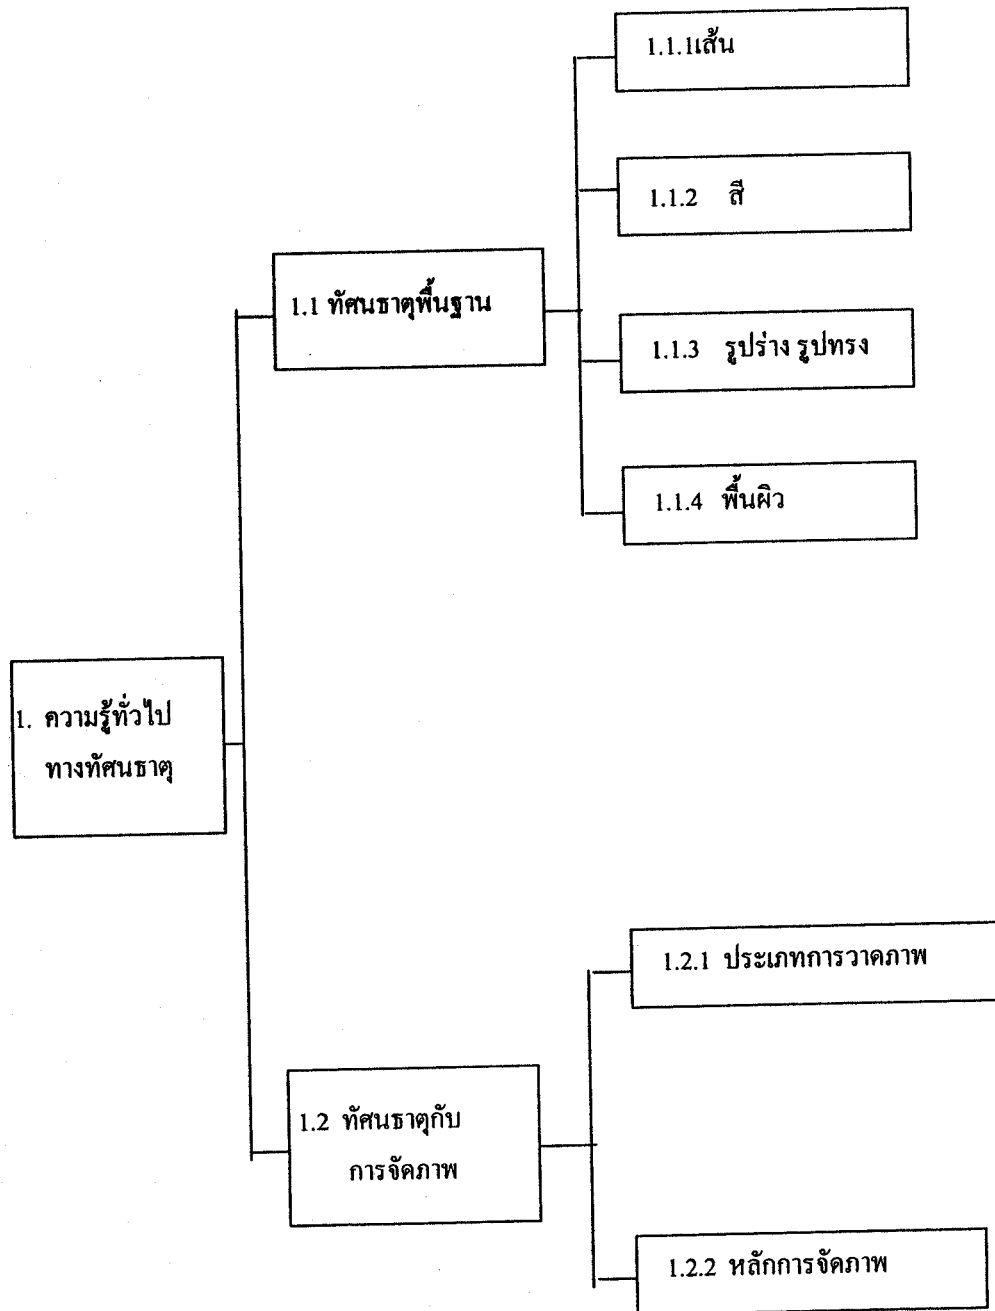 1. ความรู้ทั่วไป
ทางทัศนธาตุ
1.1 ทัศนธาตุพื้นฐาน
1.1.1เส้น
1.1.2 สี
1.1.3 รูปร่าง รูปทรง
1.1.4 พื้นผิว
1.2 ทัศนธาตุกับ
การจัดภาพ
1.2.1 ประเภทการวาดภาพ
1.2.2 หลักการจัดภาพ